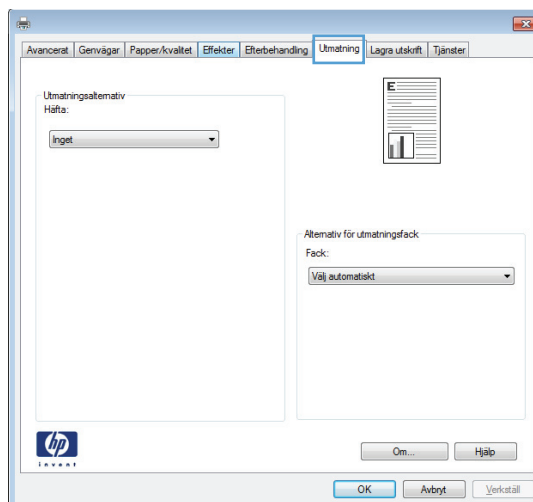 Avancerat Genvägar Papper/kvalitet Effekter Efterbehandling Utmatning Lagra utskrift Tjänster
Utmatningsalternativ
Häfta:
Inget
E
Alternativ för utmatningsfack
Fack:
Välj automatiskt
hp
invent
Om... Hjälp
OK Avbryt Verkställ